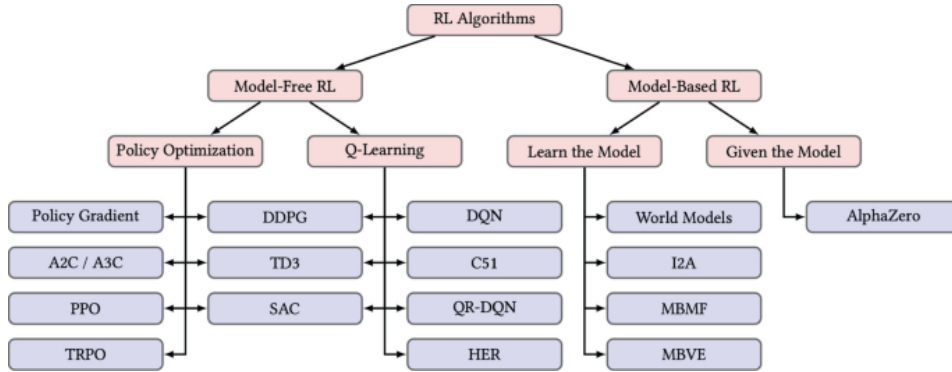 RL Algorithms
Model-Free RL
Model-Based RL
Policy Optimization
Q-Learning
Learn the Model
Given the Model
Policy Gradient
DDPG
DQN
World Models
AlphaZero
A2C / A3C
TD3
C51
I2A
PPO
SAC
QR-DQN
MBMF
TRPO
HER
MBVE